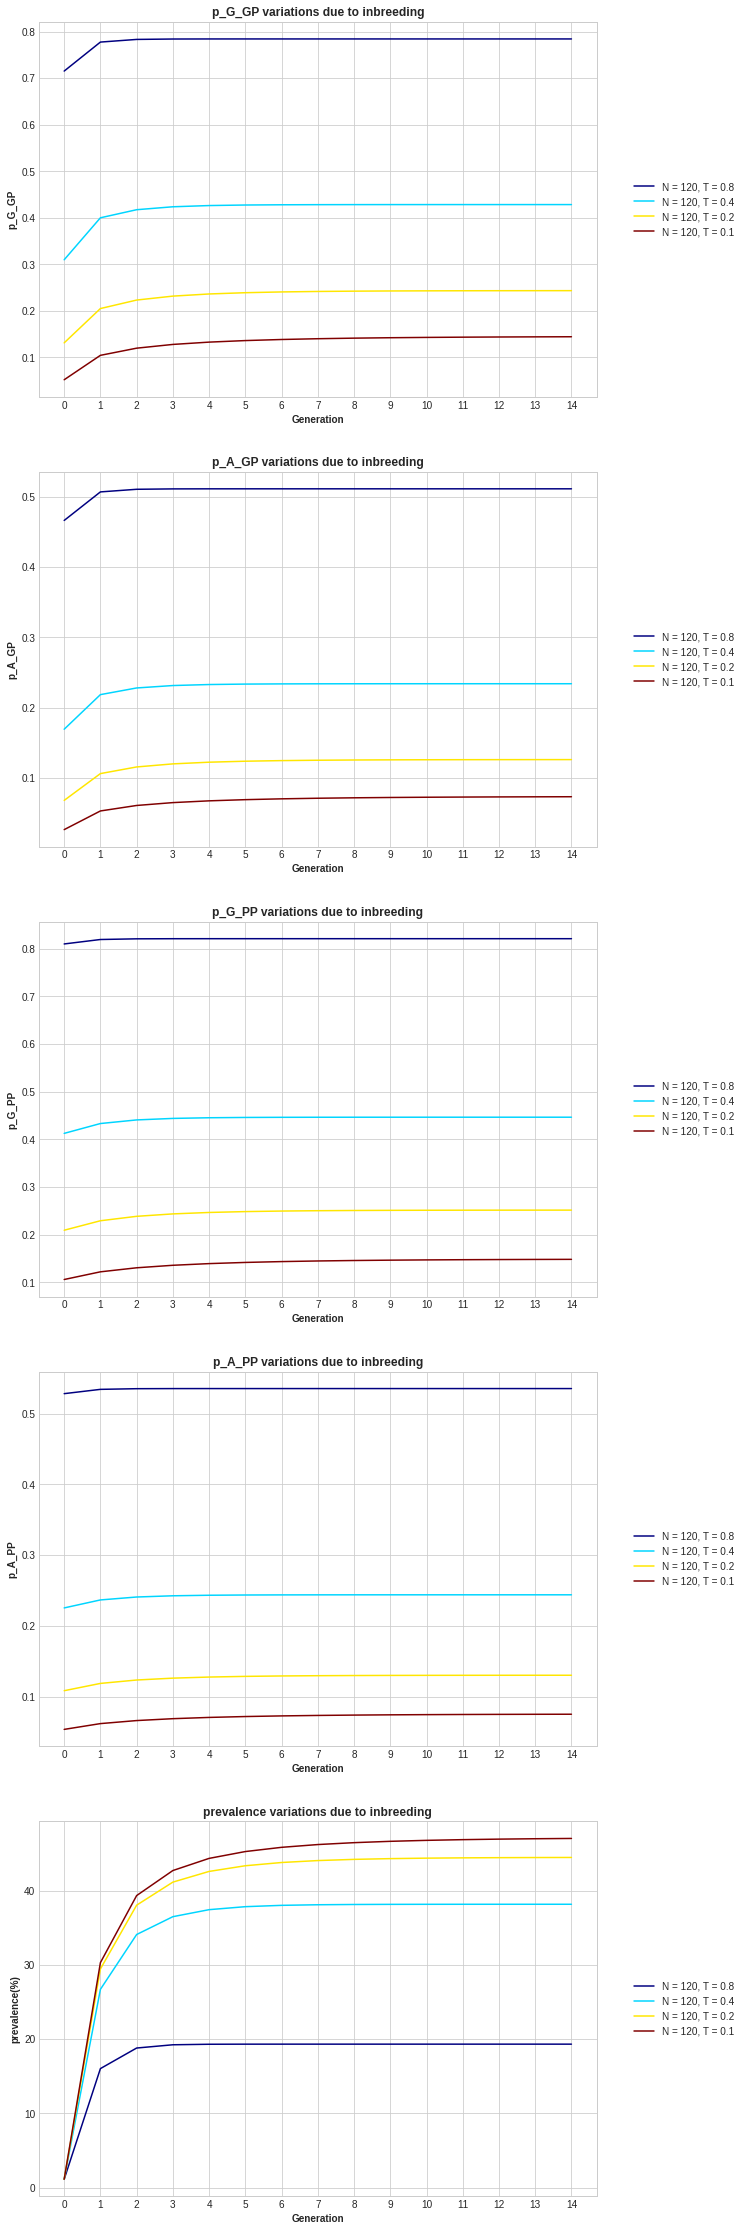 p_G_GP variations due to inbreeding
0.8
0.7
0.6
0.5
0.4
0.3
0.2
0.1
p_G_GP
0 1 2 3 4 5 6 7 8 9 10 11 12 13 14
Generation
N = 120, T = 0.8
N = 120, T = 0.4
N = 120, T = 0.2
N = 120, T = 0.1
p_A_GP variations due to inbreeding
0.5
0.4
0.3
0.2
0.1
p_A_GP
0 1 2 3 4 5 6 7 8 9 10 11 12 13 14
Generation
N = 120, T = 0.8
N = 120, T = 0.4
N = 120, T = 0.2
N = 120, T = 0.1
p_G_PP variations due to inbreeding
0.8
0.7
0.6
0.5
0.4
0.3
0.2
0.1
p_G_PP
0 1 2 3 4 5 6 7 8 9 10 11 12 13 14
Generation
N = 120, T = 0.8
N = 120, T = 0.4
N = 120, T = 0.2
N = 120, T = 0.1
p_A_PP variations due to inbreeding
0.5
0.4
0.3
0.2
0.1
p_A_PP
0 1 2 3 4 5 6 7 8 9 10 11 12 13 14
Generation
N = 120, T = 0.8
N = 120, T = 0.4
N = 120, T = 0.2
N = 120, T = 0.1
prevalence variations due to inbreeding
40
30
20
10
0
prevalence(%)
0 1 2 3 4 5 6 7 8 9 10 11 12 13 14
Generation
N = 120, T = 0.8
N = 120, T = 0.4
N = 120, T = 0.2
N = 120, T = 0.1